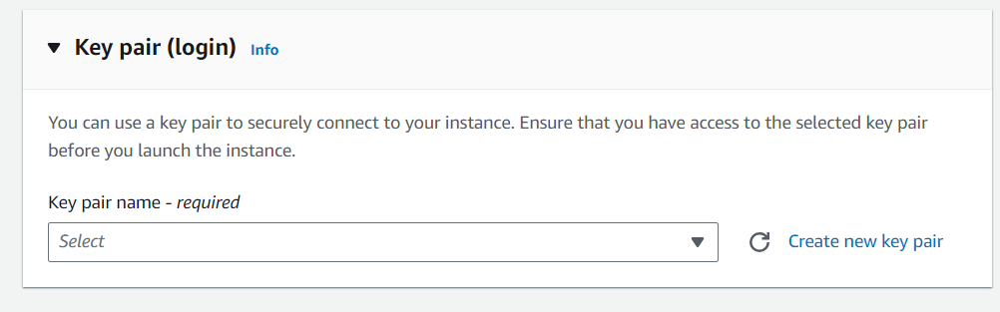 Key pair (login) Info
You can use a key pair to securely connect to your instance. Ensure that you have access to the selected key pair
before you launch the instance.
Key pair name - required
Select
Create new key pair